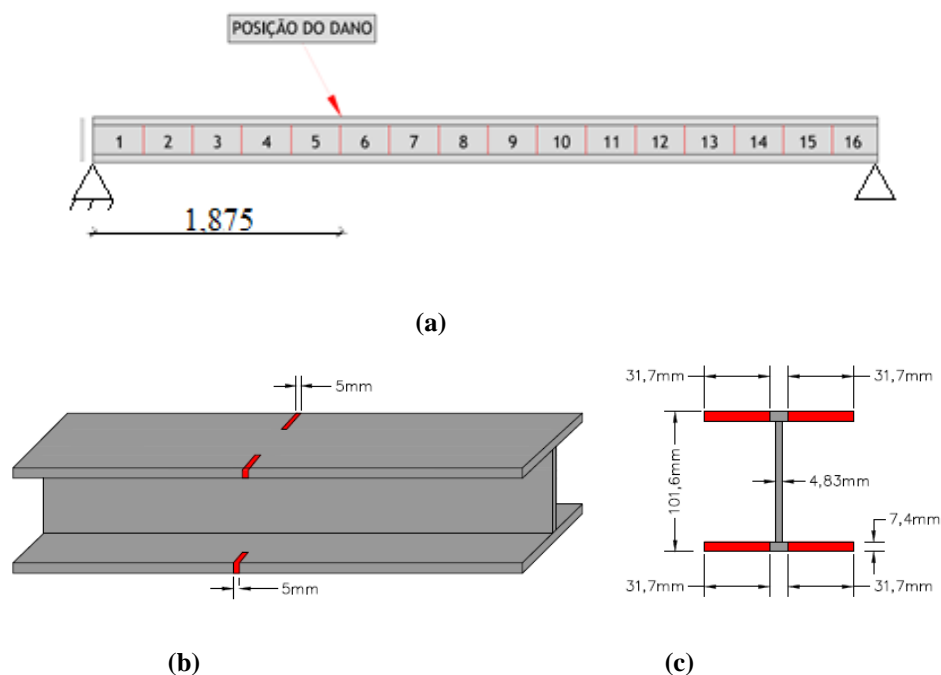 POSIÇÃO DO DANO
1 2 3 4 5 6 7 8 9 10 11 12 13 14 15 16
1,875
(a)
5mm
5mm
(b)
31,7mm 31,7mm
101,6mm
4,83mm
7,4mm
31,7mm 31,7mm
(c)